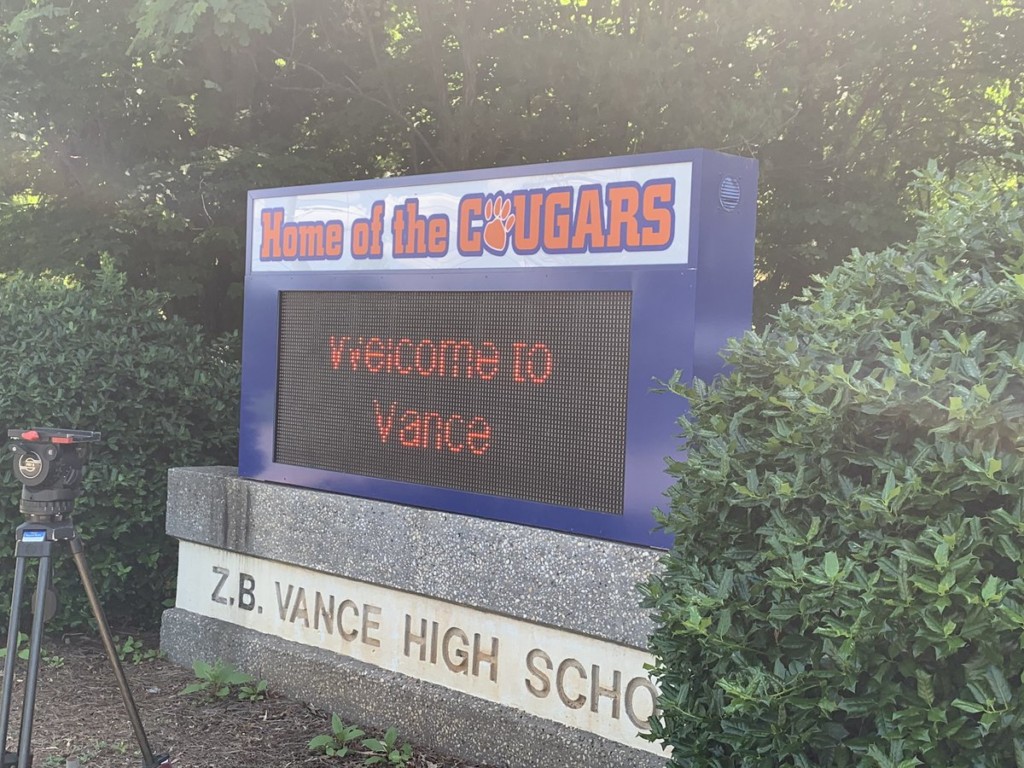 Home of the COUGARS
Welcome to
Vance
Z.B. VANCE HIGH SCHO